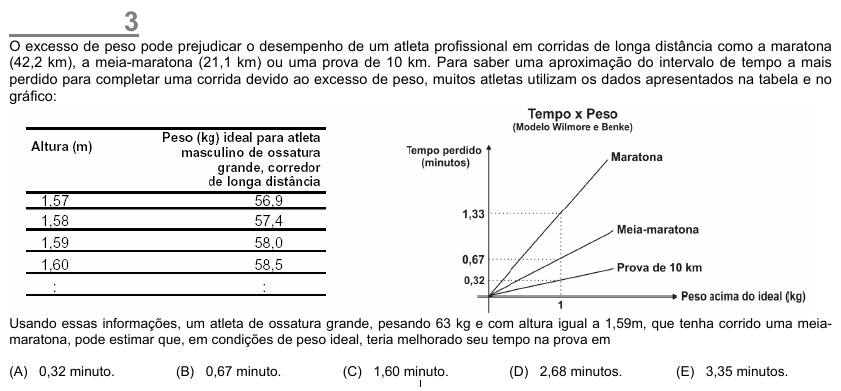 3
O excesso de peso pode prejudicar o desempenho de um atleta profissional em corridas de longa distância como a maratona
(42,2 km), a meia-maratona (21,1 km) ou uma prova de 10 km. Para saber uma aproximação do intervalo de tempo a mais
perdido para completar uma corrida devido ao excesso de peso, muitos atletas utilizam os dados apresentados na tabela e no
gráfico:
Altura (m)
Peso (kg) ideal para atleta
masculino de ossatura
grande, corredor
de longa distância
1,57 56,9
1,58 57,4
1,59 58,0
1,60 58,5
: :
Tempo x Peso
(Modelo Wilmore e Benke)
Tempo perdido
(minutos)
Maratona
1,33
Meia-maratona
0,67
Prova de 10 km
0,32
Peso acima do ideal (kg)
1
Usando essas informações, um atleta de ossatura grande, pesando 63 kg e com altura igual a 1,59m, que tenha corrido uma meia-
maratona, pode estimar que, em condições de peso ideal, teria melhorado seu tempo na prova em
(A) 0,32 minuto. (B) 0,67 minuto. (C) 1,60 minuto. (D) 2,68 minutos. (E) 3,35 minutos.